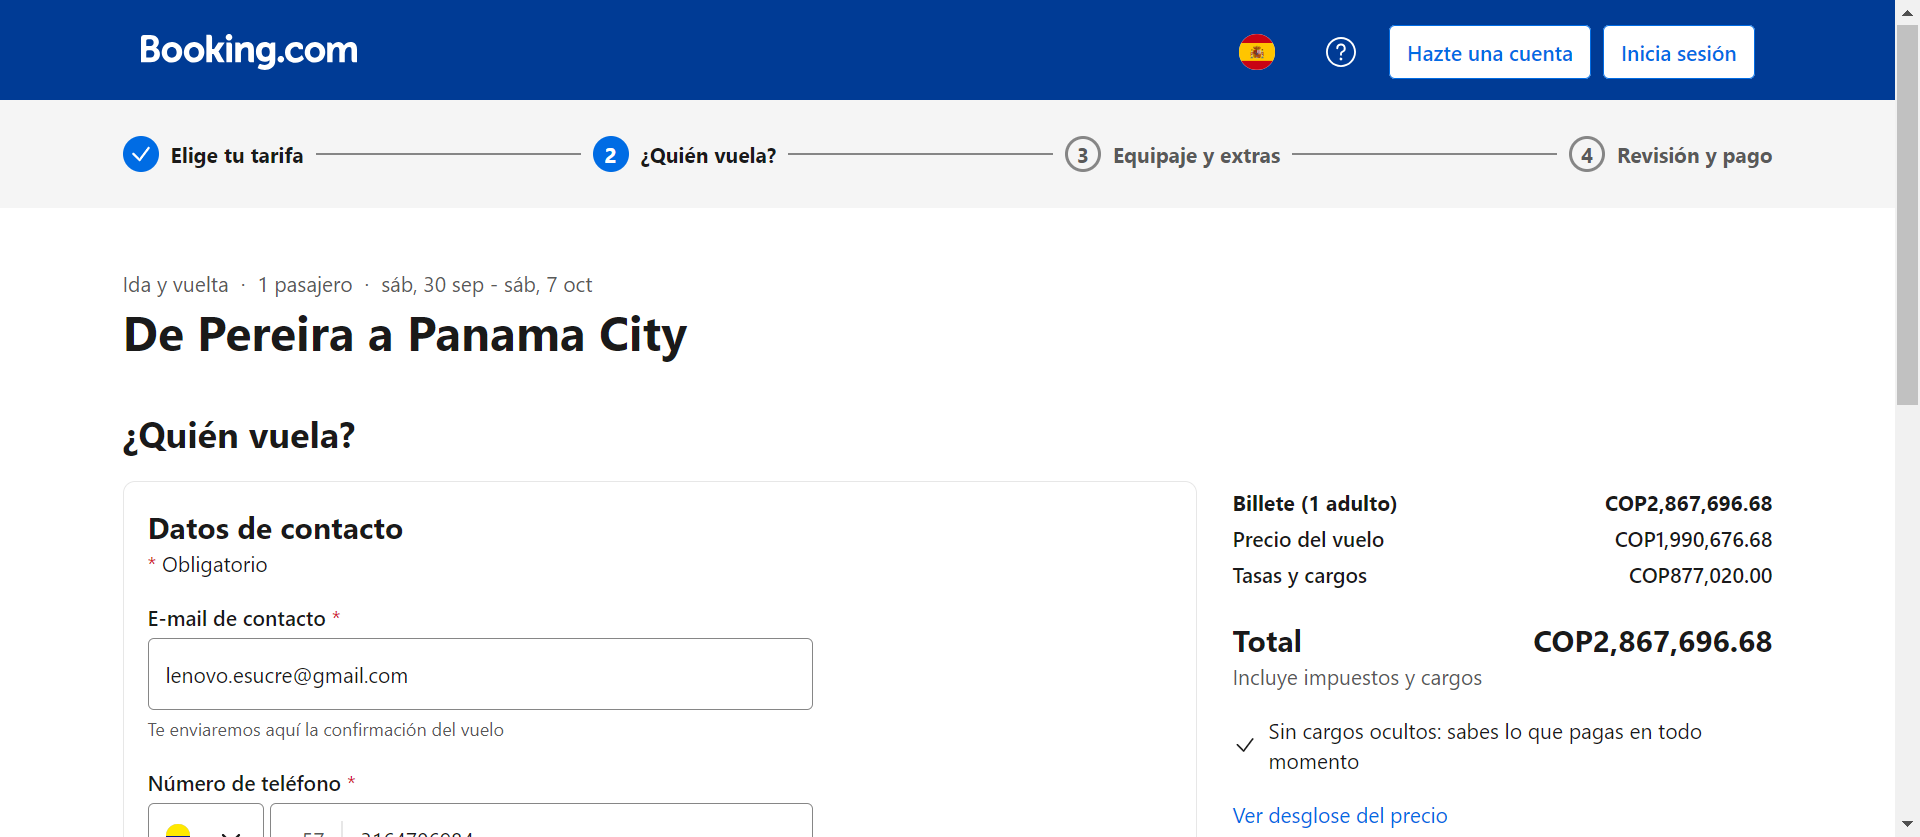 Booking.com
?
Hazte una cuenta
Inicia sesión
Elige tu tarifa
2 ¿Quién vuela?
3 Equipaje y extras
4 Revisión y pago
Ida y vuelta · 1 pasajero · sáb, 30 sep - sáb, 7 oct
De Pereira a Panama City
¿Quién vuela?
Datos de contacto
* Obligatorio
E-mail de contacto *
lenovo.esucre@gmail.com
Te enviaremos aquí la confirmación del vuelo
Número de teléfono *
Billete (1 adulto) COP2,867,696.68
Precio del vuelo COP1,990,676.68
Tasas y cargos COP877,020.00
Total COP2,867,696.68
Incluye impuestos y cargos
Sin cargos ocultos: sabes lo que pagas en todo
momento
Ver desglose del precio